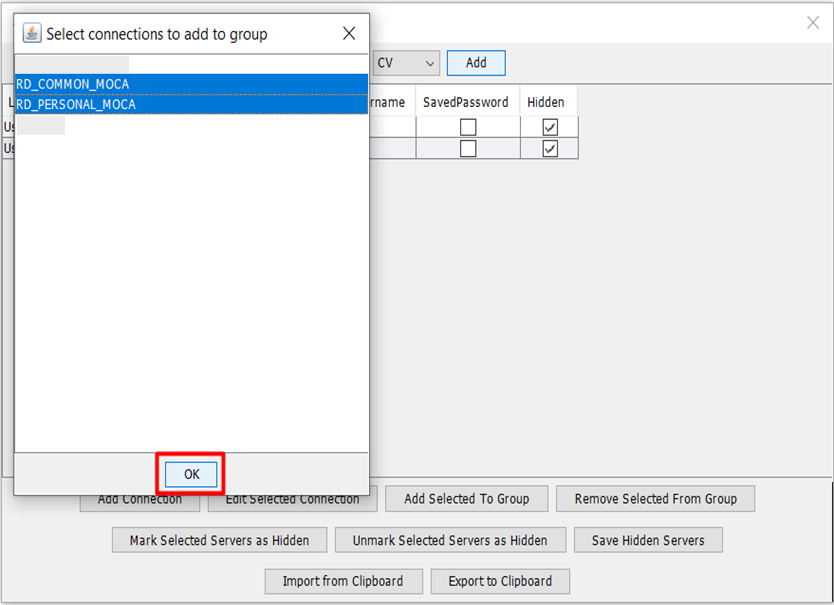 Select connections to add to group
RD_COMMON_MOCA
RD_PERSONAL_MOCA
OK
CV
Add
rname
SavedPassword
Hidden
L
Us
Us
Add Connection
Edit Selected Connection
Add Selected To Group
Remove Selected From Group
Mark Selected Servers as Hidden
Unmark Selected Servers as Hidden
Save Hidden Servers
Import from Clipboard
Export to Clipboard